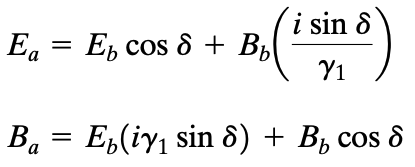 E_a = E_b cos δ + B_b(i sin δ / γ_1)
B_a = E_b(iγ_1 sin δ) + B_b cos δ